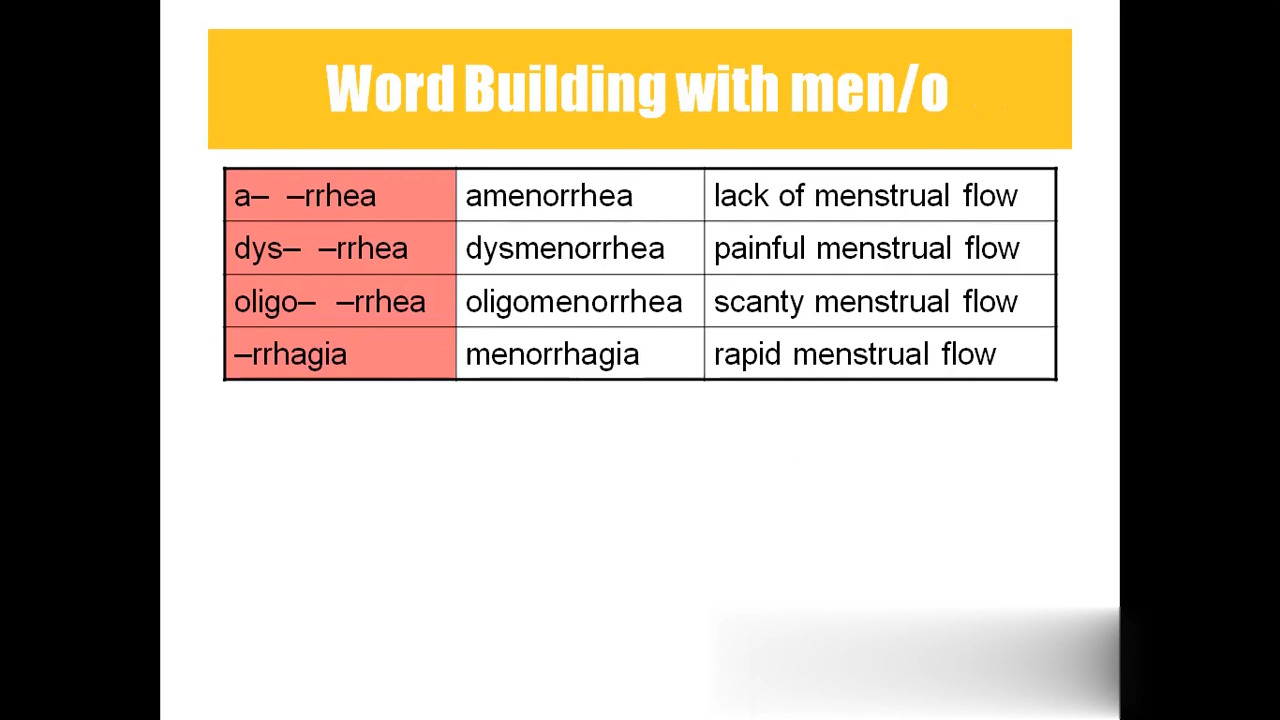 Word Building with men/o
a– –rrhea amenorrhea lack of menstrual flow
dys– –rrhea dysmenorrhea painful menstrual flow
oligo– –rrhea oligomenorrhea scanty menstrual flow
–rrhagia menorrhagia rapid menstrual flow